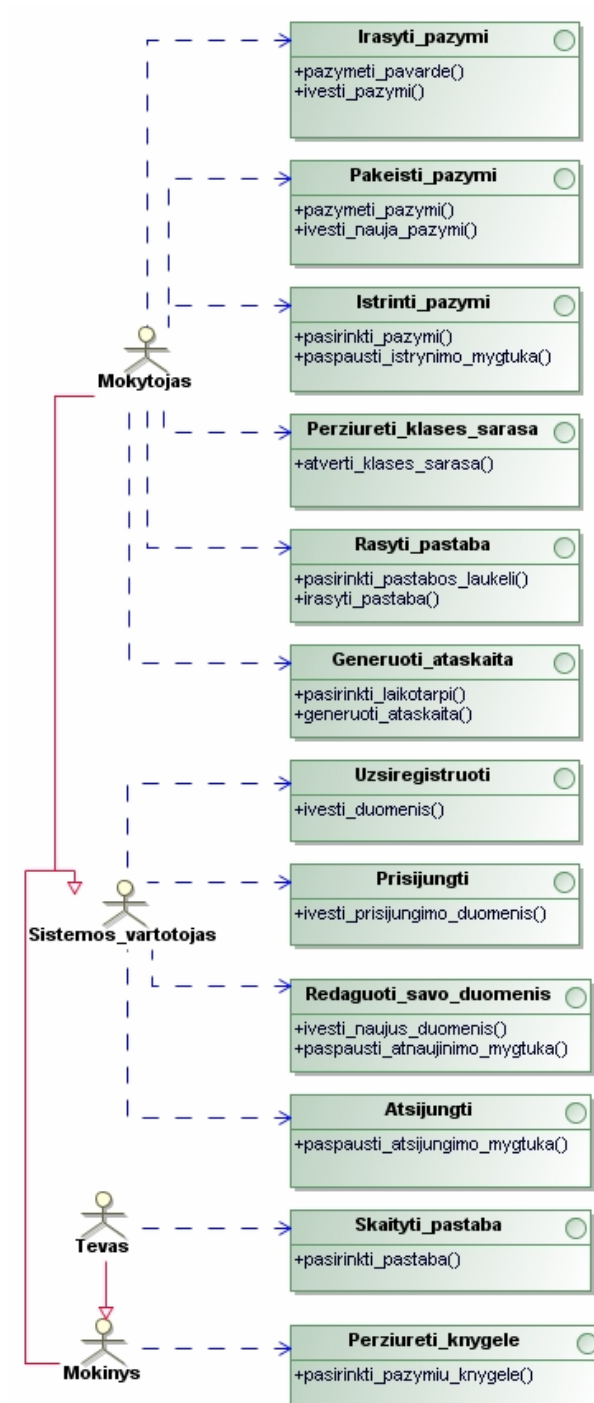 Irasyti_pazymi
+pazymeti_pavarde()
+ivesti_pazymi()
Pakeisti_pazymi
+pazymeti_pazymi()
+ivesti_nauja_pazymi()
Istrinti_pazymi
+pasirinkti_pazymi()
+paspausti_istrynimo_mygtuka()
Mokytojas
Perziureti_klases_sarasa
+atverti_klases_sarasa()
Rasyti_pastaba
+pasirinkti_pastabos_laukeli()
+irasyti_pastaba()
Generuoti_ataskaita
+pasirinkti_laikotarpi()
+generuoti_ataskaita()
Uzsiregistruoti
+ivesti_duomenis()
Prisijungti
+ivesti_prisijungimo_duomenis()
Sistemos_vartotojas
Redaguoti_savo_duomenis
+ivesti_naujus_duomenis()
+paspausti_atnaujinimo_mygtuka()
Atsijungti
+paspausti_atsijungimo_mygtuka()
Skaityti_pastaba
+pasirinkti_pastaba()
Tevas
Perziureti_knygele
+pasirinkti_pazymiu_knygele()
Mokinys